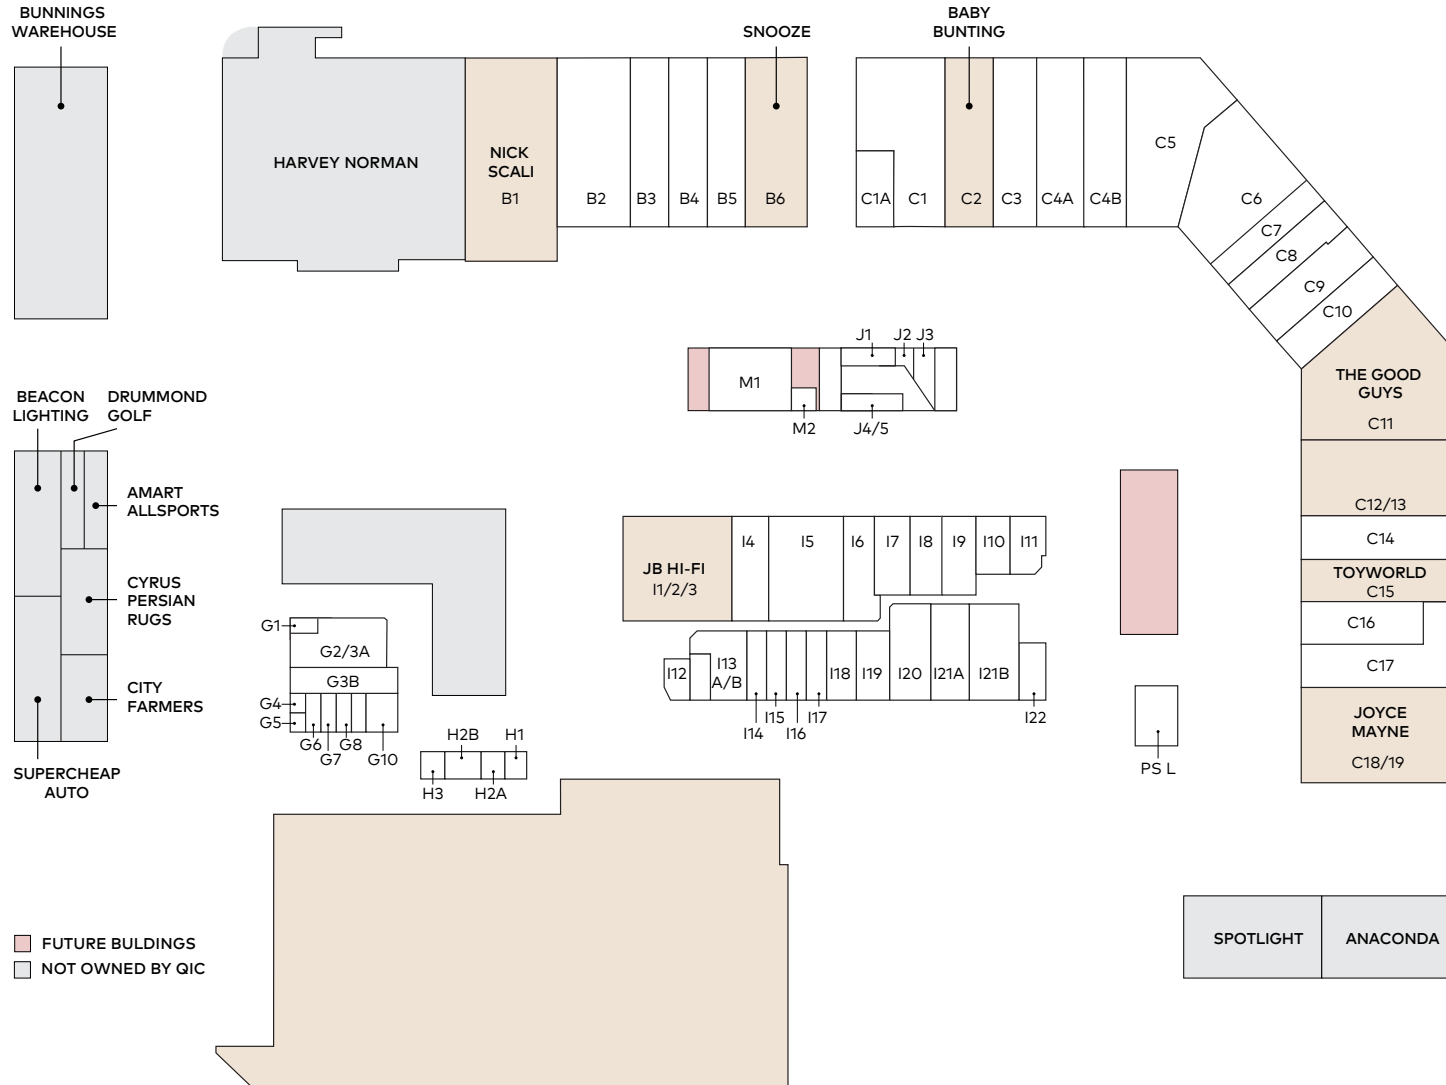 BUNNINGS
WAREHOUSE
SNOOZE
BABY
BUNTING
HARVEY NORMAN
NICK
SCALI
B1
B2
B3
B4
B5
B6
C1A
C1
C2
C3
C4A
C4B
C5
C6
C7
C8
C9
C10
THE GOOD
GUYS
C11
C12/13
C14
TOYWORLD
C15
C16
C17
JOYCE
MAYNE
C18/19
J1
J2
J3
M1
M2
J4/5
BEACON
LIGHTING
DRUMMOND
GOLF
AMART
ALLSPORTS
CYRUS
PERSIAN
RUGS
CITY
FARMERS
SUPERCHEAP
AUTO
G1
G2/3A
G3B
G4
G5
G6
G7
G8
G10
H2B
H1
H3
H2A
JB HI-FI
I1/2/3
I4
I5
I6
I7
I8
I9
I10
I11
I12
I13
A/B
I14
I15
I16
I17
I18
I19
I20
I21A
I21B
I22
PS L
SPOTLIGHT
ANACONDA
FUTURE BULDINGS
NOT OWNED BY QIC